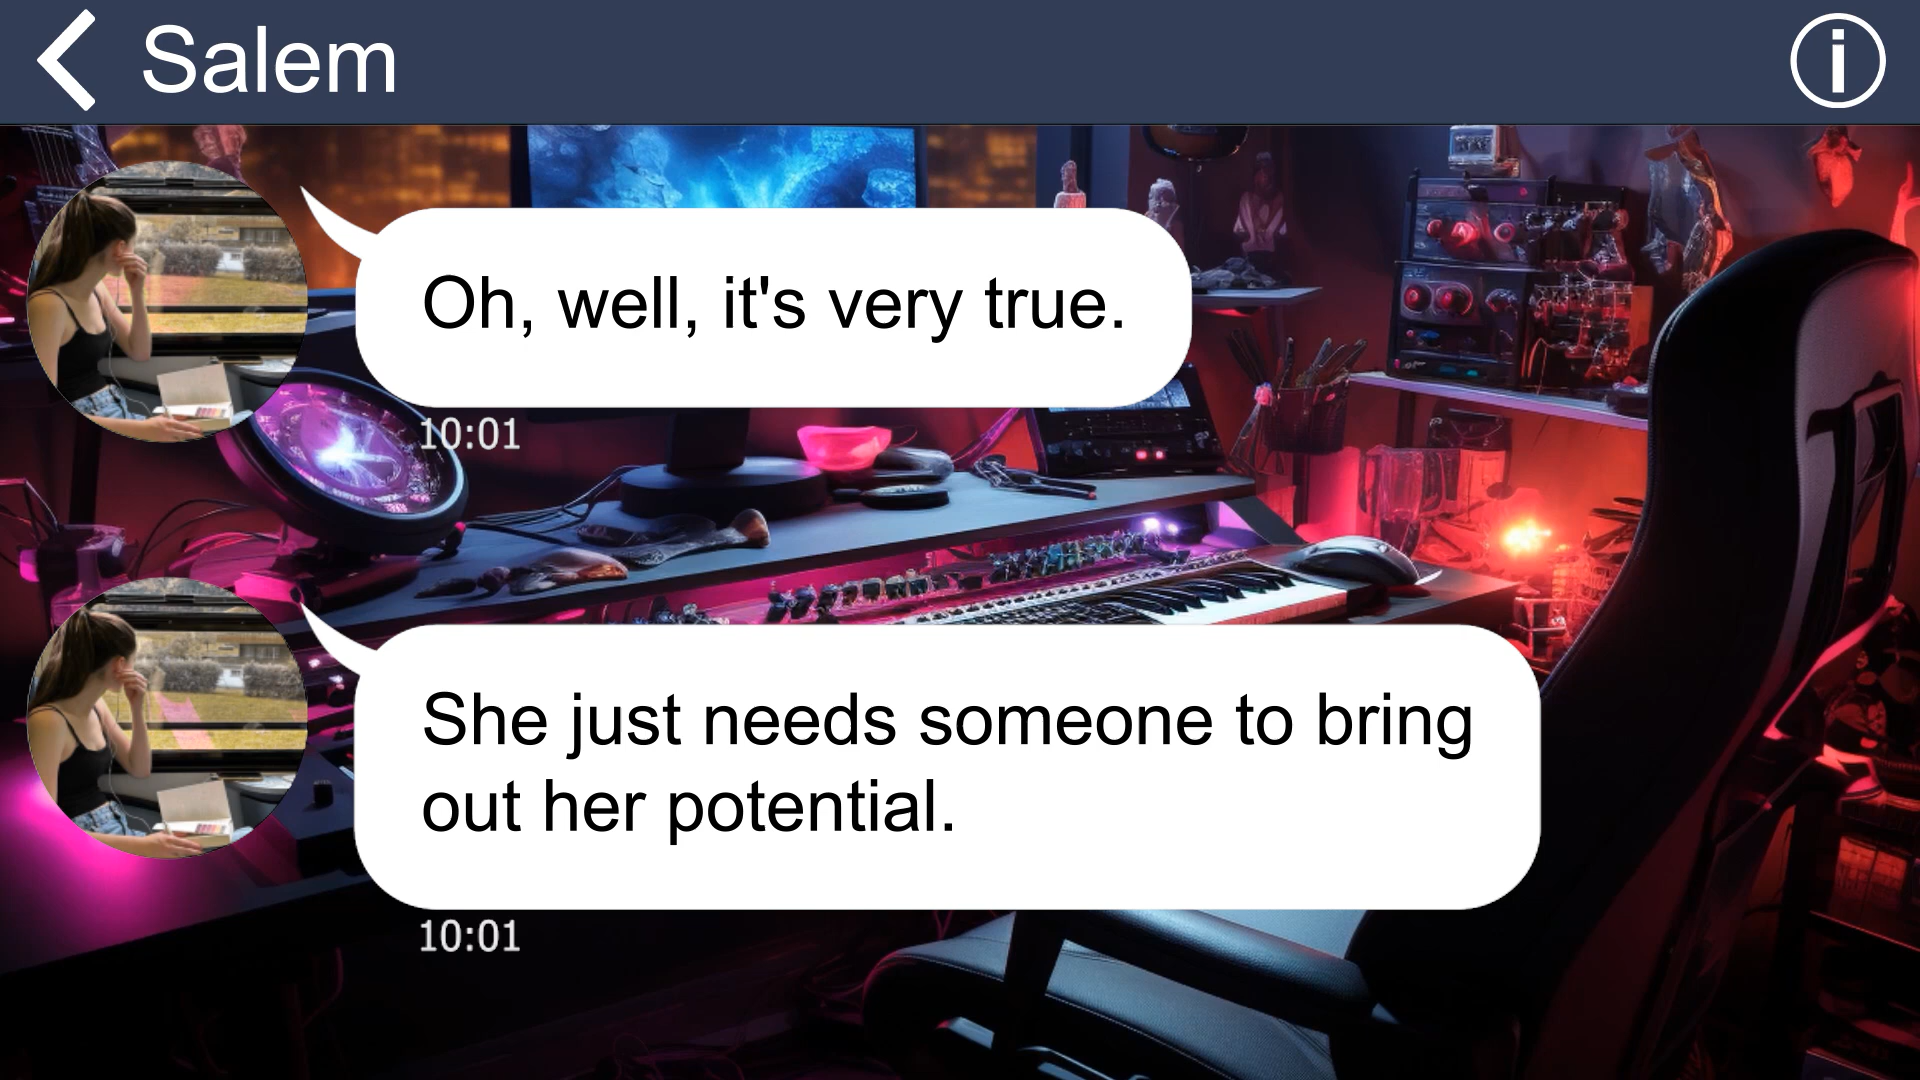 Salem
Oh, well, it's very true.
10:01
She just needs someone to bring
out her potential.
10:01